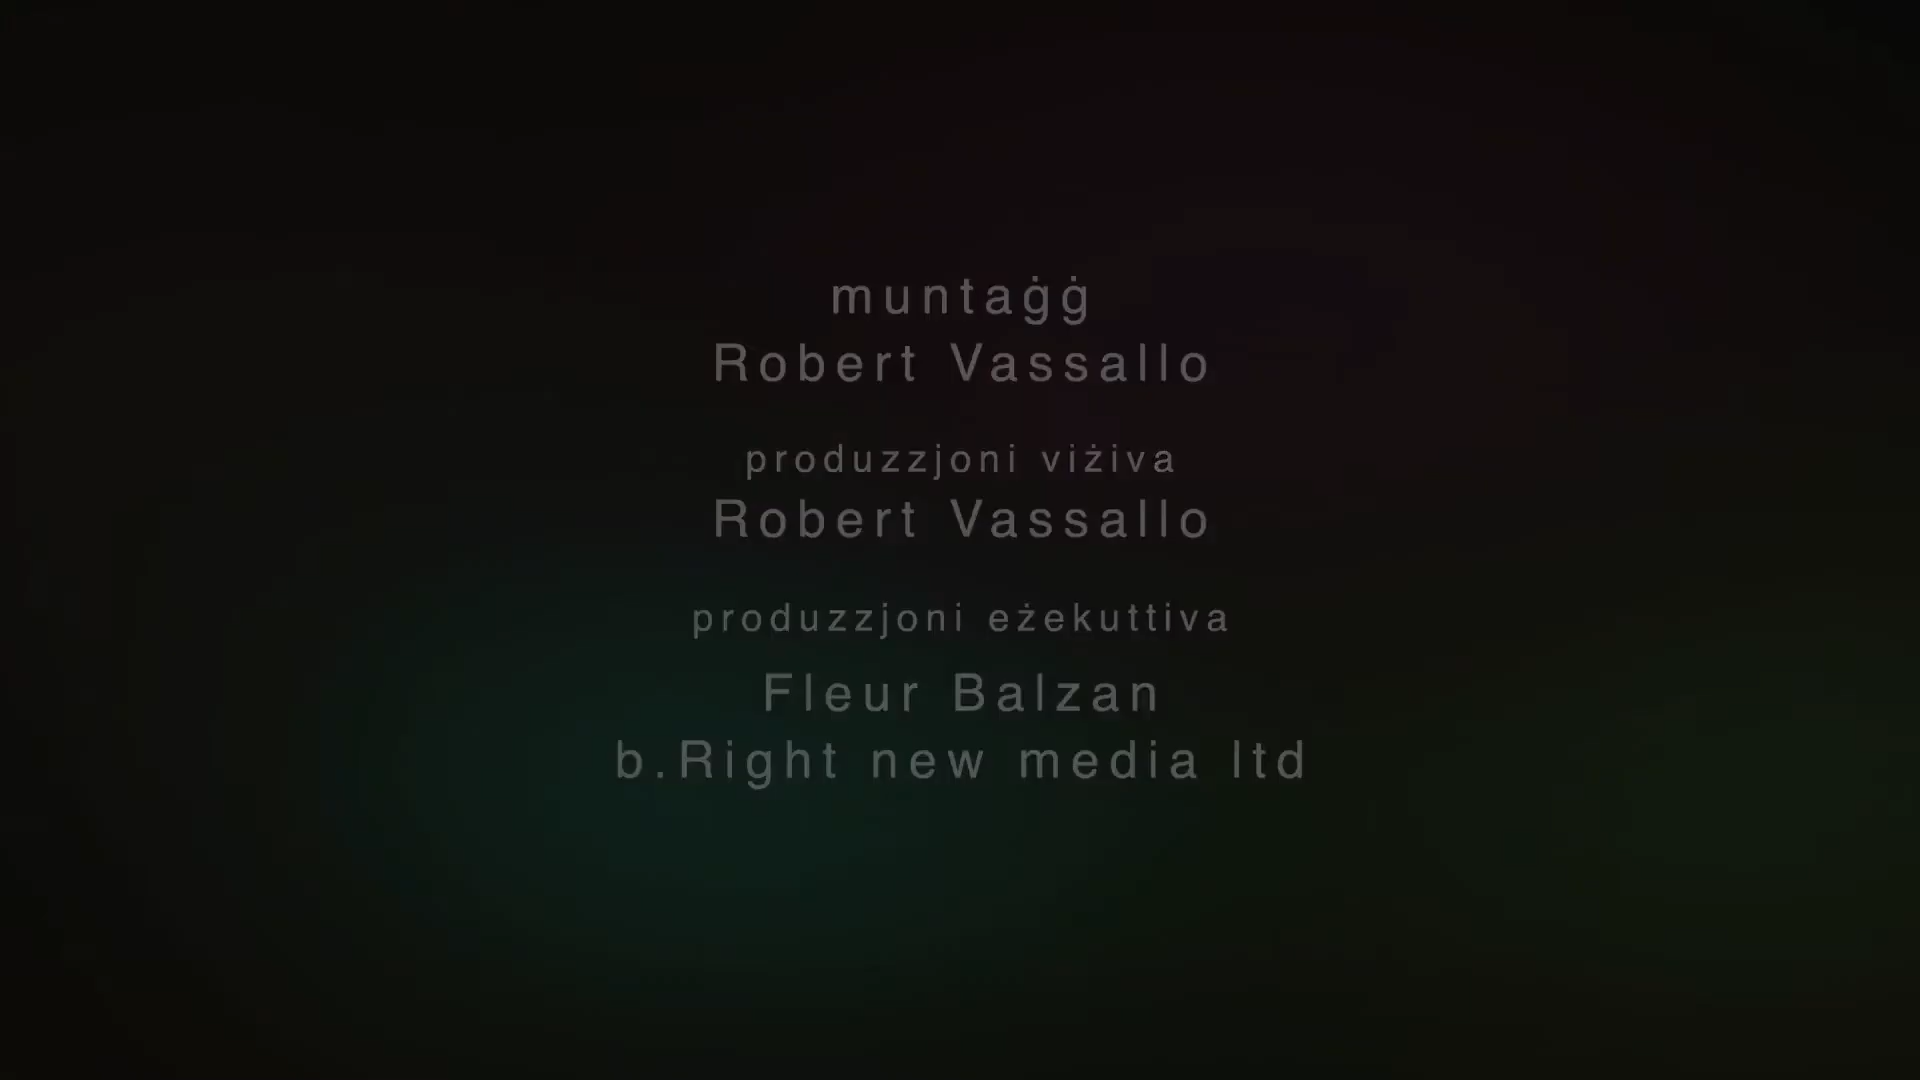 muntaġġ
Robert Vassallo
produzzjoni viżiva
Robert Vassallo
produzzjoni eżekuttiva
Fleur Balzan
b.Right new media ltd